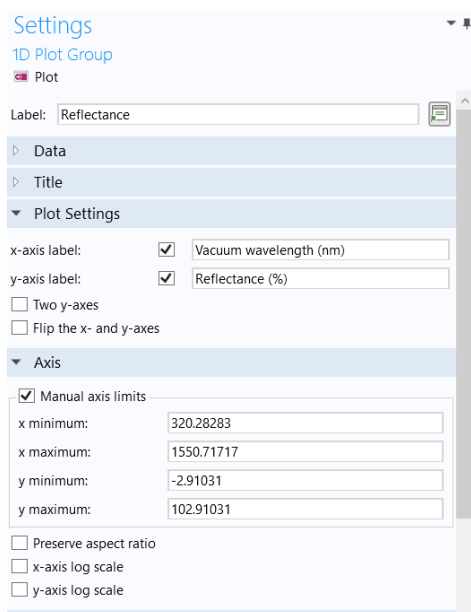 Settings
1D Plot Group
Plot
Label: Reflectance
Data
Title
Plot Settings
x-axis label: Vacuum wavelength (nm)
y-axis label: Reflectance (%)
Two y-axes
Flip the x- and y-axes
Axis
Manual axis limits
x minimum: 320.28283
x maximum: 1550.71717
y minimum: -2.91031
y maximum: 102.91031
Preserve aspect ratio
x-axis log scale
y-axis log scale